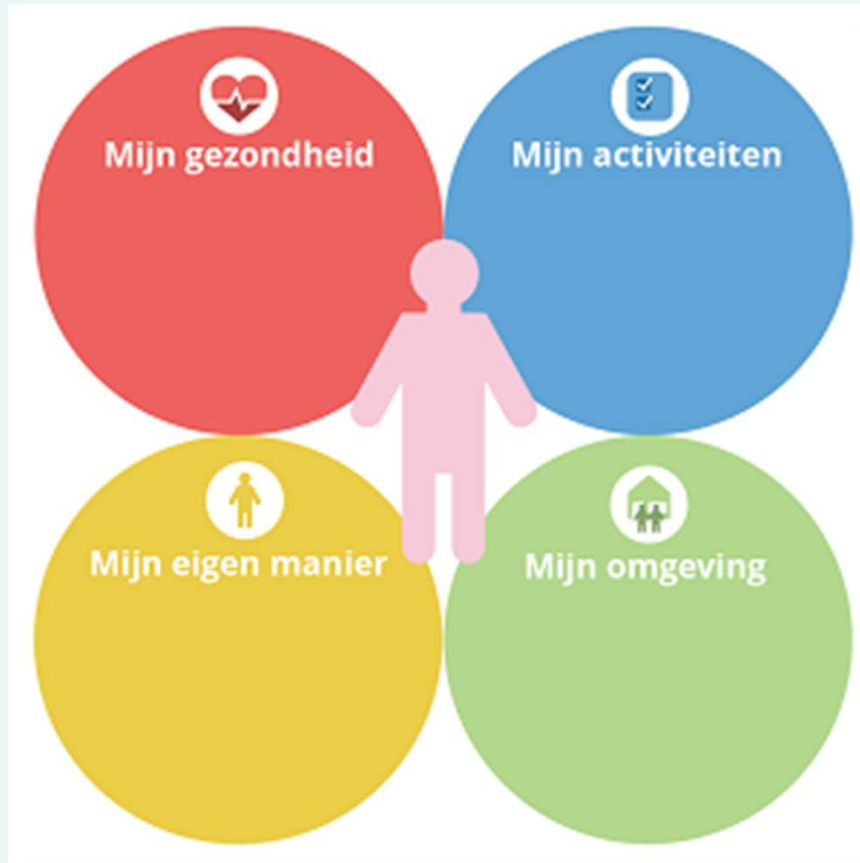 Mijn gezondheid
Mijn activiteiten
Mijn eigen manier
Mijn omgeving